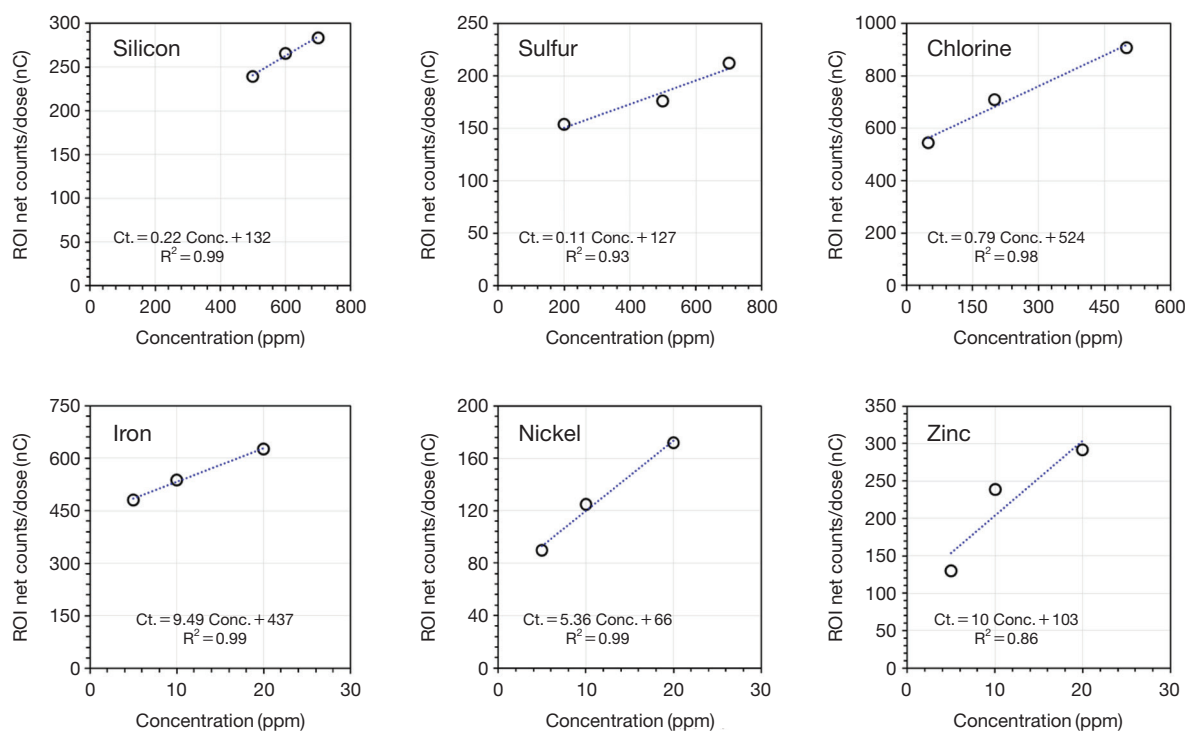 Silicon
ROI net counts/dose (nC)
300
250
200
150
100
50
0
Ct. = 0.22 Conc. + 132
R² = 0.99
0 200 400 600 800
Concentration (ppm)
Sulfur
ROI net counts/dose (nC)
250
200
150
100
50
0
Ct. = 0.11 Conc. + 127
R² = 0.93
0 200 400 600 800
Concentration (ppm)
Chlorine
ROI net counts/dose (nC)
1000
800
600
400
200
0
Ct. = 0.79 Conc. + 524
R² = 0.98
0 150 300 450 600
Concentration (ppm)
Iron
ROI net counts/dose (nC)
750
600
450
300
150
0
Ct. = 9.49 Conc. + 437
R² = 0.99
0 10 20 30
Concentration (ppm)
Nickel
ROI net counts/dose (nC)
200
160
120
80
40
0
Ct. = 5.36 Conc. + 66
R² = 0.99
0 10 20 30
Concentration (ppm)
Zinc
ROI net counts/dose (nC)
350
300
250
200
150
100
50
0
Ct. = 10 Conc. + 103
R² = 0.86
0 10 20 30
Concentration (ppm)